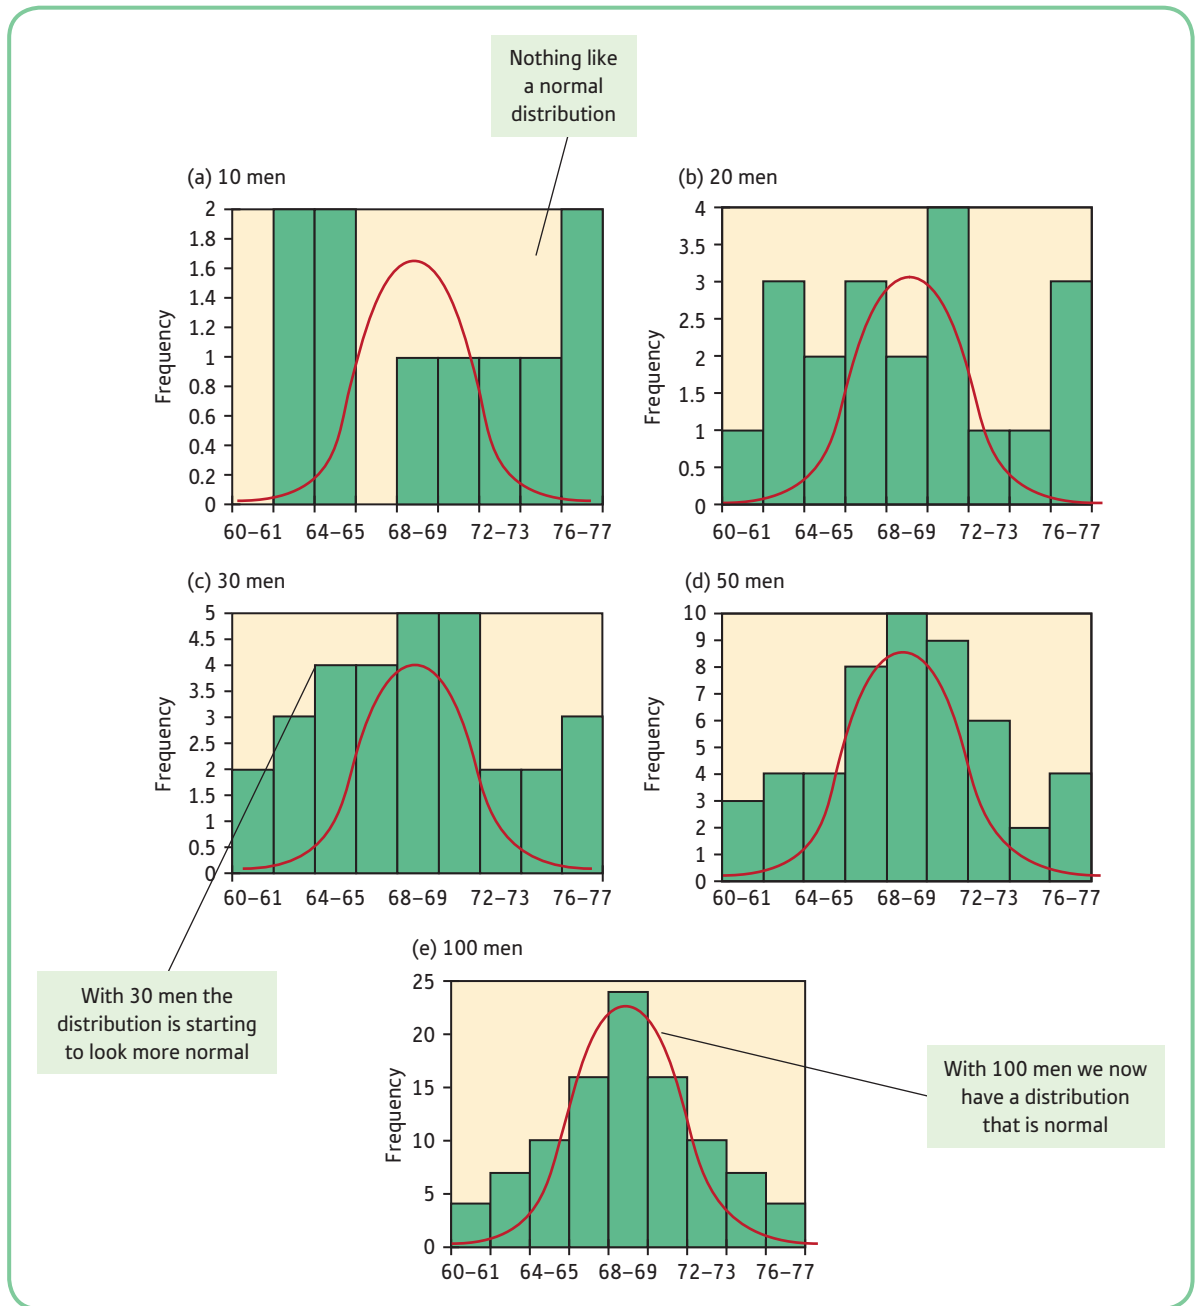 Nothing like
a normal
distribution
(a) 10 men
Frequency
2
1.8
1.6
1.4
1.2
1
0.8
0.6
0.4
0.2
0
60–61 64–65 68–69 72–73 76–77
(b) 20 men
Frequency
4
3.5
3
2.5
2
1.5
1
0.5
0
60–61 64–65 68–69 72–73 76–77
(c) 30 men
Frequency
5
4.5
4
3.5
3
2.5
2
1.5
1
0.5
0
60–61 64–65 68–69 72–73 76–77
(d) 50 men
Frequency
10
9
8
7
6
5
4
3
2
1
0
60–61 64–65 68–69 72–73 76–77
With 30 men the
distribution is starting
to look more normal
(e) 100 men
Frequency
25
20
15
10
5
0
60–61 64–65 68–69 72–73 76–77
With 100 men we now
have a distribution
that is normal